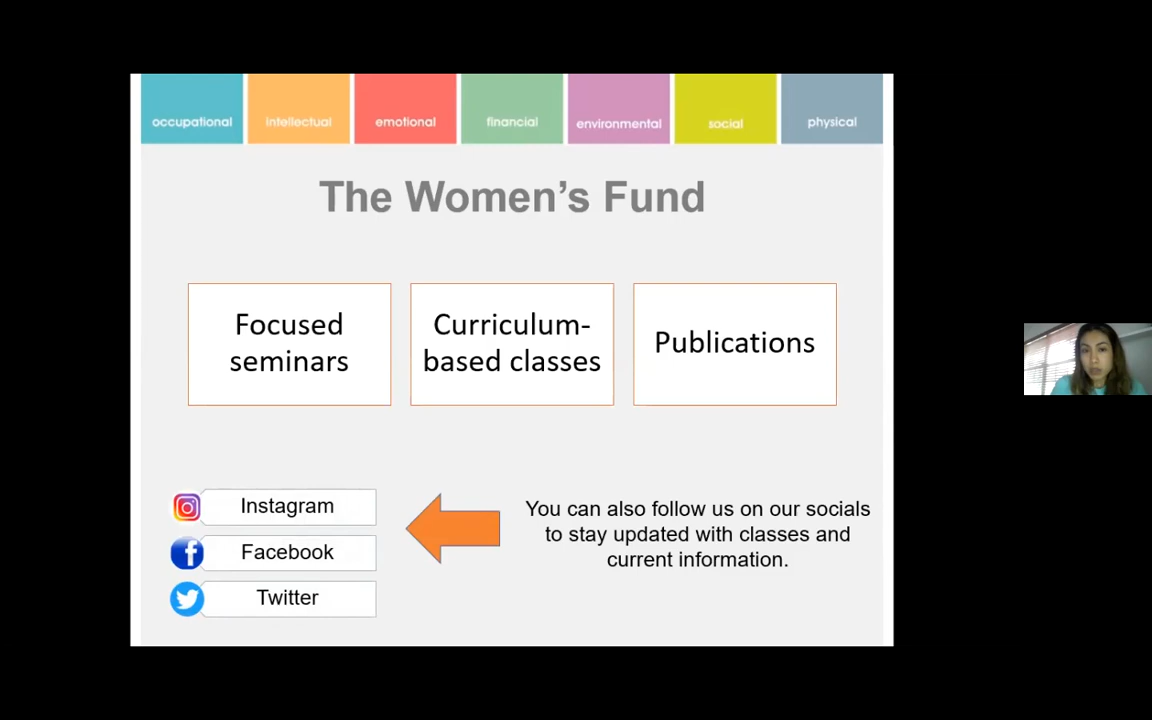 occupational
intellectual
emotional
financial
environmental
social
physical
The Women's Fund
Focused
seminars
Curriculum-
based classes
Publications
Instagram
Facebook
Twitter
You can also follow us on our socials
to stay updated with classes and
current information.